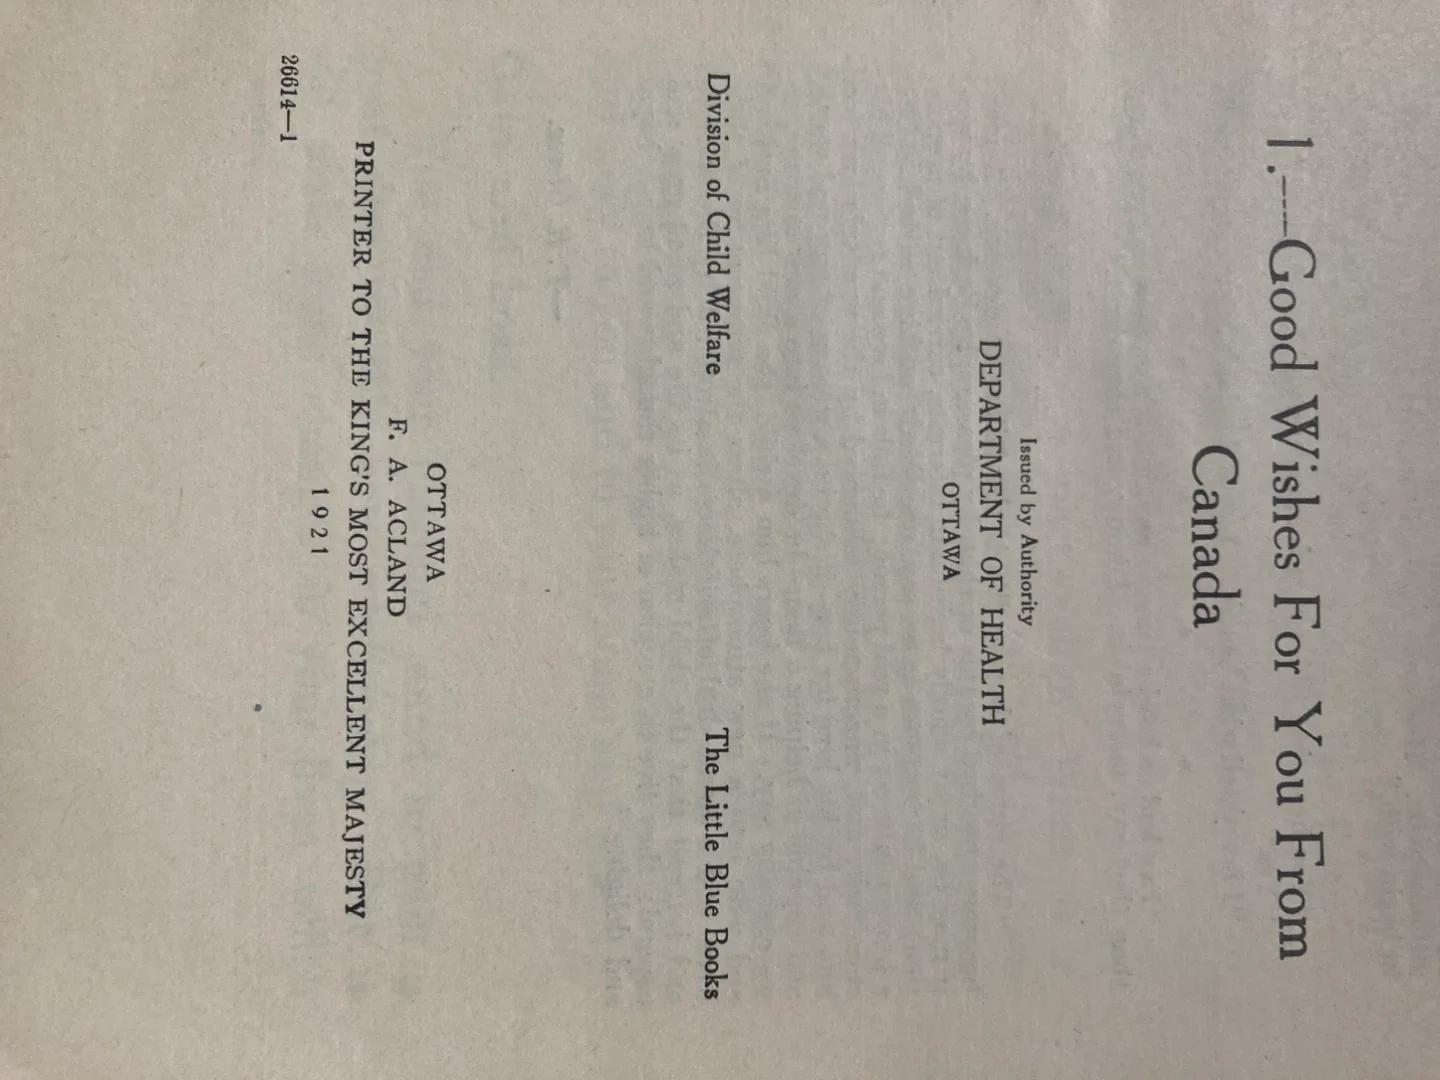 1.—Good Wishes For You From
Canada
Issued by Authority
DEPARTMENT OF HEALTH
OTTAWA
Division of Child Welfare The Little Blue Books
OTTAWA
F. A. ACLAND
PRINTER TO THE KING'S MOST EXCELLENT MAJESTY
1921
26614—1